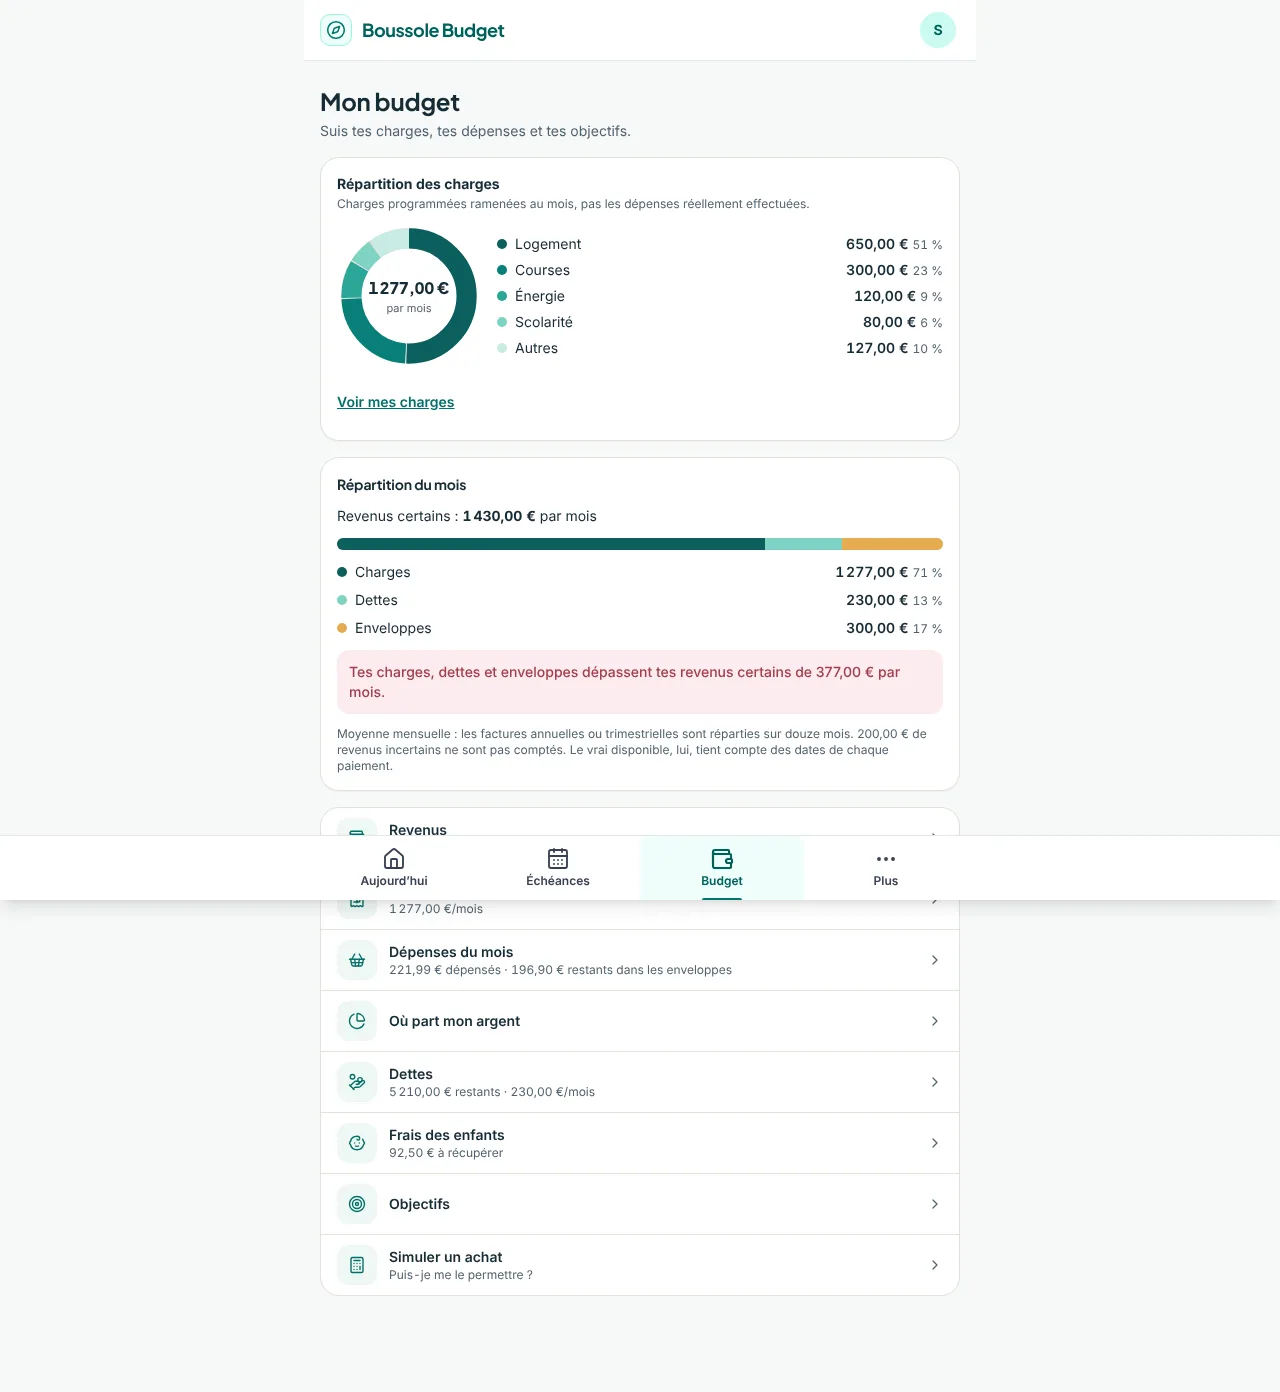 Boussole Budget
S
Mon budget
Suis tes charges, tes dépenses et tes objectifs.
Répartition des charges
Charges programmées ramenées au mois, pas les dépenses réellement effectuées.
1 277,00 €
par mois
Logement 650,00 € 51 %
Courses 300,00 € 23 %
Énergie 120,00 € 9 %
Scolarité 80,00 € 6 %
Autres 127,00 € 10 %
Voir mes charges
Répartition du mois
Revenus certains : 1 430,00 € par mois
Charges 1 277,00 € 71 %
Dettes 230,00 € 13 %
Enveloppes 300,00 € 17 %
Tes charges, dettes et enveloppes dépassent tes revenus certains de 377,00 € par
mois.
Moyenne mensuelle : les factures annuelles ou trimestrielles sont réparties sur douze mois. 200,00 € de
revenus incertains ne sont pas comptés. Le vrai disponible, lui, tient compte des dates de chaque
paiement.
Revenus
Aujourd’hui
Échéances
Budget
Plus
1 277,00 €/mois
Dépenses du mois
221,99 € dépensés · 196,90 € restants dans les enveloppes
Où part mon argent
Dettes
5 210,00 € restants · 230,00 €/mois
Frais des enfants
92,50 € à récupérer
Objectifs
Simuler un achat
Puis-je me le permettre ?